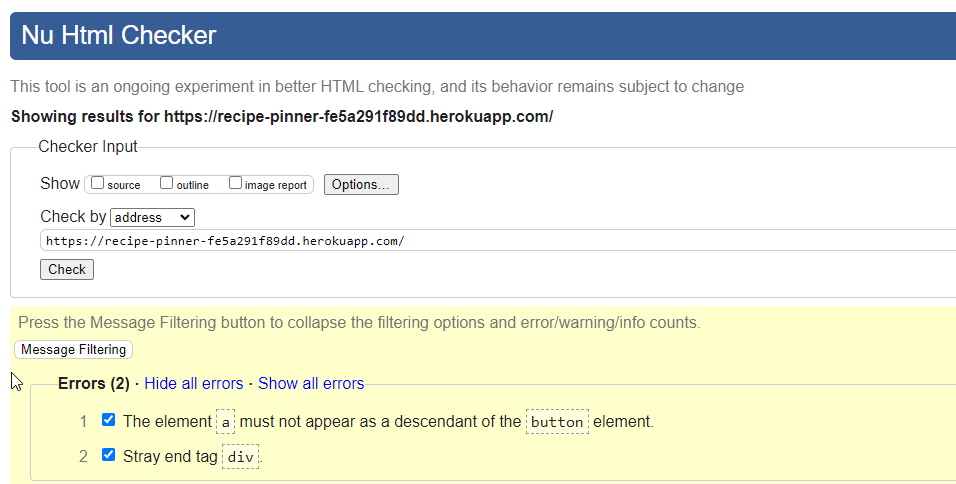 Nu Html Checker
This tool is an ongoing experiment in better HTML checking, and its behavior remains subject to change
Showing results for https://recipe-pinner-fe5a291f89dd.herokuapp.com/
Checker Input
Show source outline image report Options...
Check by address
https://recipe-pinner-fe5a291f89dd.herokuapp.com/
Check
Press the Message Filtering button to collapse the filtering options and error/warning/info counts.
Message Filtering
Errors (2) · Hide all errors · Show all errors
1 The element a must not appear as a descendant of the button element.
2 Stray end tag div.